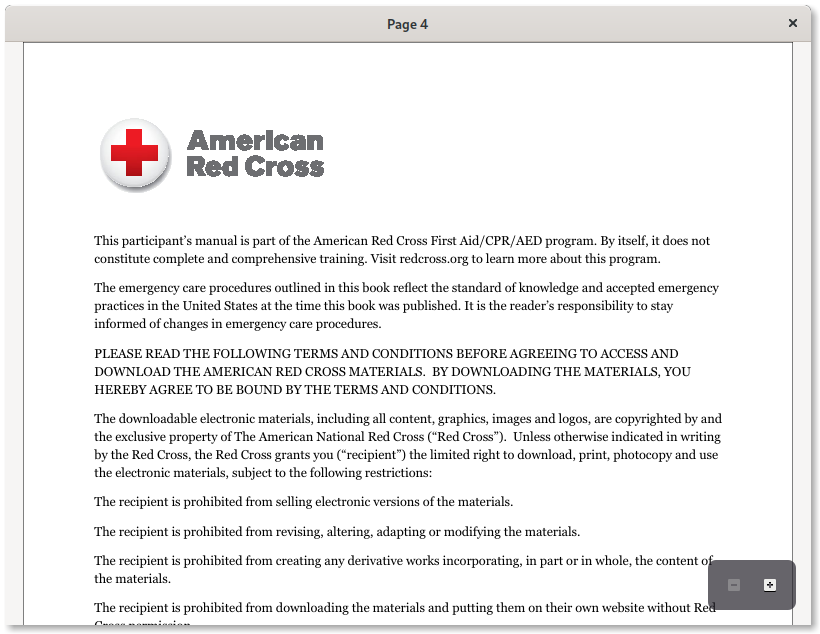 Page 4
American
Red Cross
This participant’s manual is part of the American Red Cross First Aid/CPR/AED program. By itself, it does not
constitute complete and comprehensive training. Visit redcross.org to learn more about this program.
The emergency care procedures outlined in this book reflect the standard of knowledge and accepted emergency
practices in the United States at the time this book was published. It is the reader’s responsibility to stay
informed of changes in emergency care procedures.
PLEASE READ THE FOLLOWING TERMS AND CONDITIONS BEFORE AGREEING TO ACCESS AND
DOWNLOAD THE AMERICAN RED CROSS MATERIALS.  BY DOWNLOADING THE MATERIALS, YOU
HEREBY AGREE TO BE BOUND BY THE TERMS AND CONDITIONS.
The downloadable electronic materials, including all content, graphics, images and logos, are copyrighted by and
the exclusive property of The American National Red Cross (“Red Cross”).  Unless otherwise indicated in writing
by the Red Cross, the Red Cross grants you (“recipient”) the limited right to download, print, photocopy and use
the electronic materials, subject to the following restrictions:
The recipient is prohibited from selling electronic versions of the materials.
The recipient is prohibited from revising, altering, adapting or modifying the materials.
The recipient is prohibited from creating any derivative works incorporating, in part or in whole, the content of
the materials.
The recipient is prohibited from downloading the materials and putting them on their own website without Red
Cross permission.